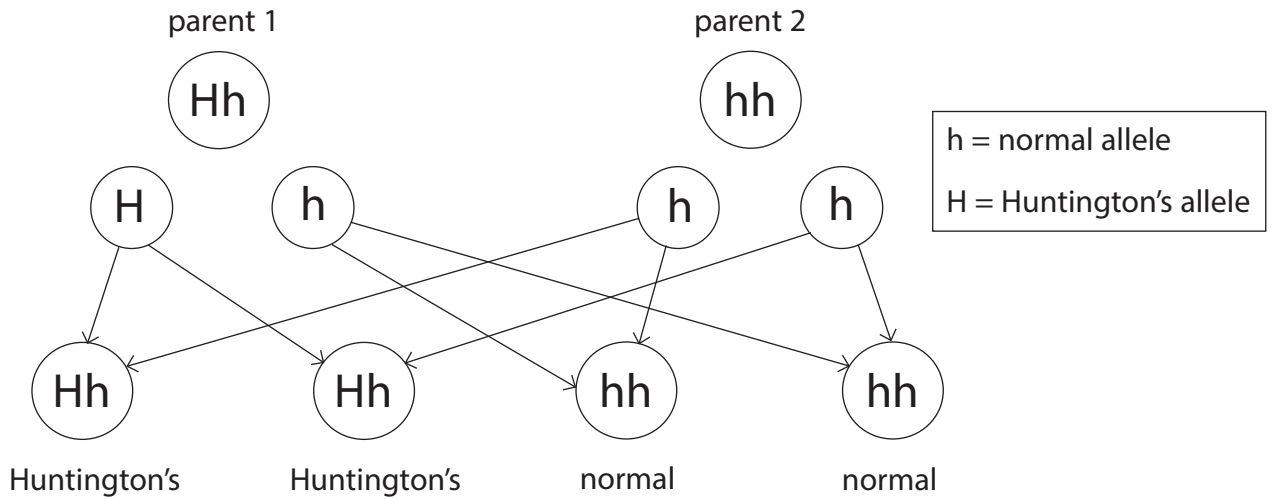 parent 1
parent 2
Hh
hh
h = normal allele
H = Huntington's allele
H
h
h
h
Hh
Hh
hh
hh
Huntington's
Huntington's
normal
normal